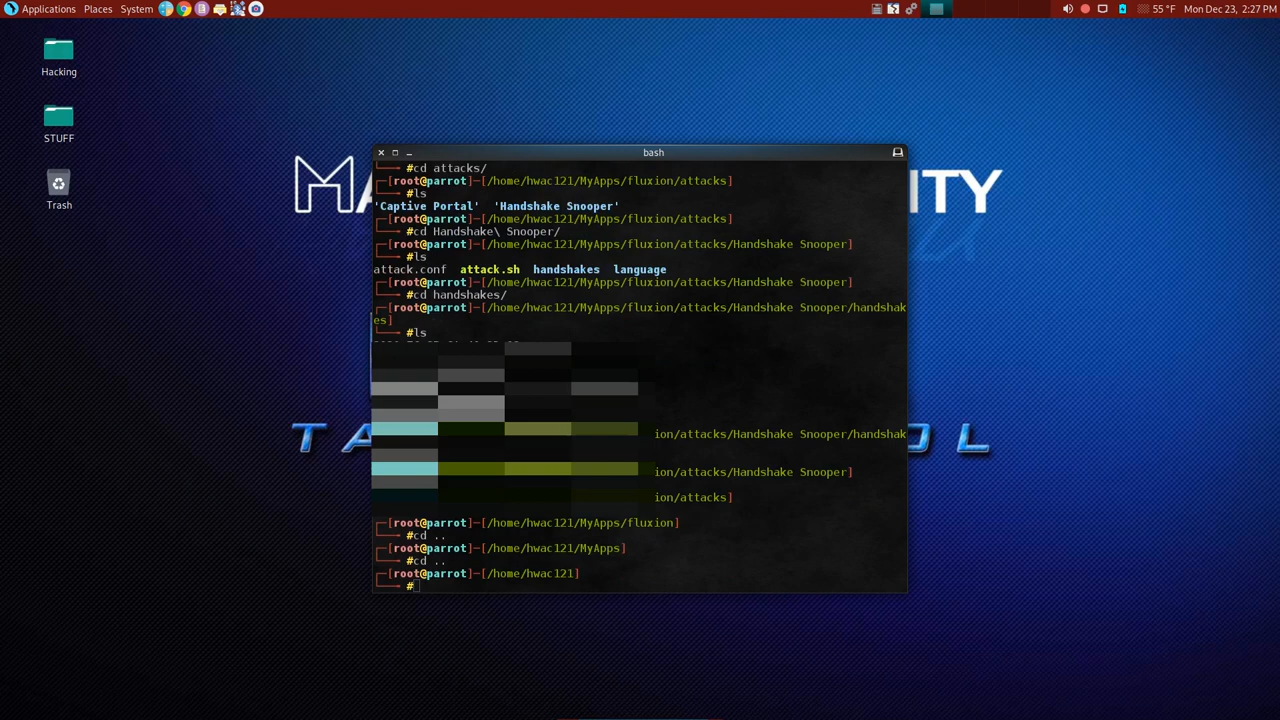 Applications Places System
55 °F Mon Dec 23, 2:27 PM
Hacking
STUFF
Trash
bash
└──╼ #cd attacks/
┌─[root@parrot]─[/home/hwac121/MyApps/fluxion/attacks]
└──╼ #ls
'Captive Portal'  'Handshake Snooper'
┌─[root@parrot]─[/home/hwac121/MyApps/fluxion/attacks]
└──╼ #cd Handshake\ Snooper/
┌─[root@parrot]─[/home/hwac121/MyApps/fluxion/attacks/Handshake Snooper]
└──╼ #ls
attack.conf  attack.sh  handshakes  language
┌─[root@parrot]─[/home/hwac121/MyApps/fluxion/attacks/Handshake Snooper]
└──╼ #cd handshakes/
┌─[root@parrot]─[/home/hwac121/MyApps/fluxion/attacks/Handshake Snooper/handshak
es]
└──╼ #ls
ion/attacks/Handshake Snooper/handshak
ion/attacks/Handshake Snooper]
ion/attacks]
┌─[root@parrot]─[/home/hwac121/MyApps/fluxion]
└──╼ #cd ..
┌─[root@parrot]─[/home/hwac121/MyApps]
└──╼ #cd ..
┌─[root@parrot]─[/home/hwac121]
└──╼ #